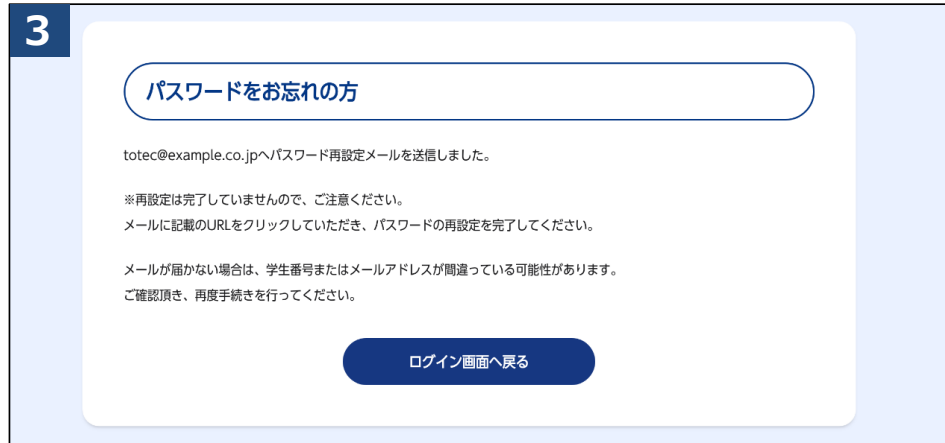 3
パスワードをお忘れの方
totec@example.co.jpへパスワード再設定メールを送信しました。
※再設定は完了していませんので、ご注意ください。
メールに記載のURLをクリックしていただき、パスワードの再設定を完了してください。
メールが届かない場合は、学生番号またはメールアドレスが間違っている可能性があります。
ご確認頂き、再度手続きを行ってください。
ログイン画面へ戻る